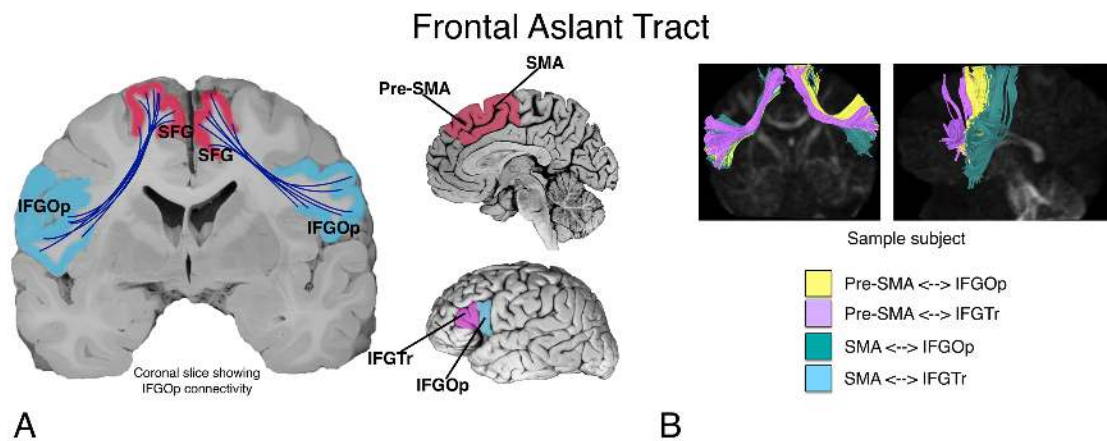 Frontal Aslant Tract
SFG
SFG
IFGOp
IFGOp
Coronal slice showing
IFGOp connectivity
A
SMA
Pre-SMA
IFGTr
IFGOp
Sample subject
Pre-SMA <--> IFGOp
Pre-SMA <--> IFGTr
SMA <--> IFGOp
SMA <--> IFGTr
B